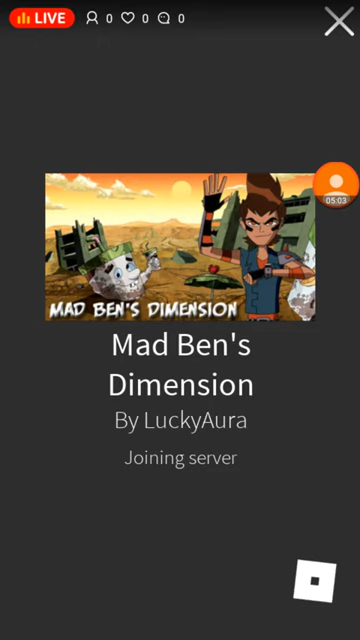 LIVE 0 0 0
05:03
MAD BEN'S DIMENSION
Mad Ben's
Dimension
By LuckyAura
Joining server